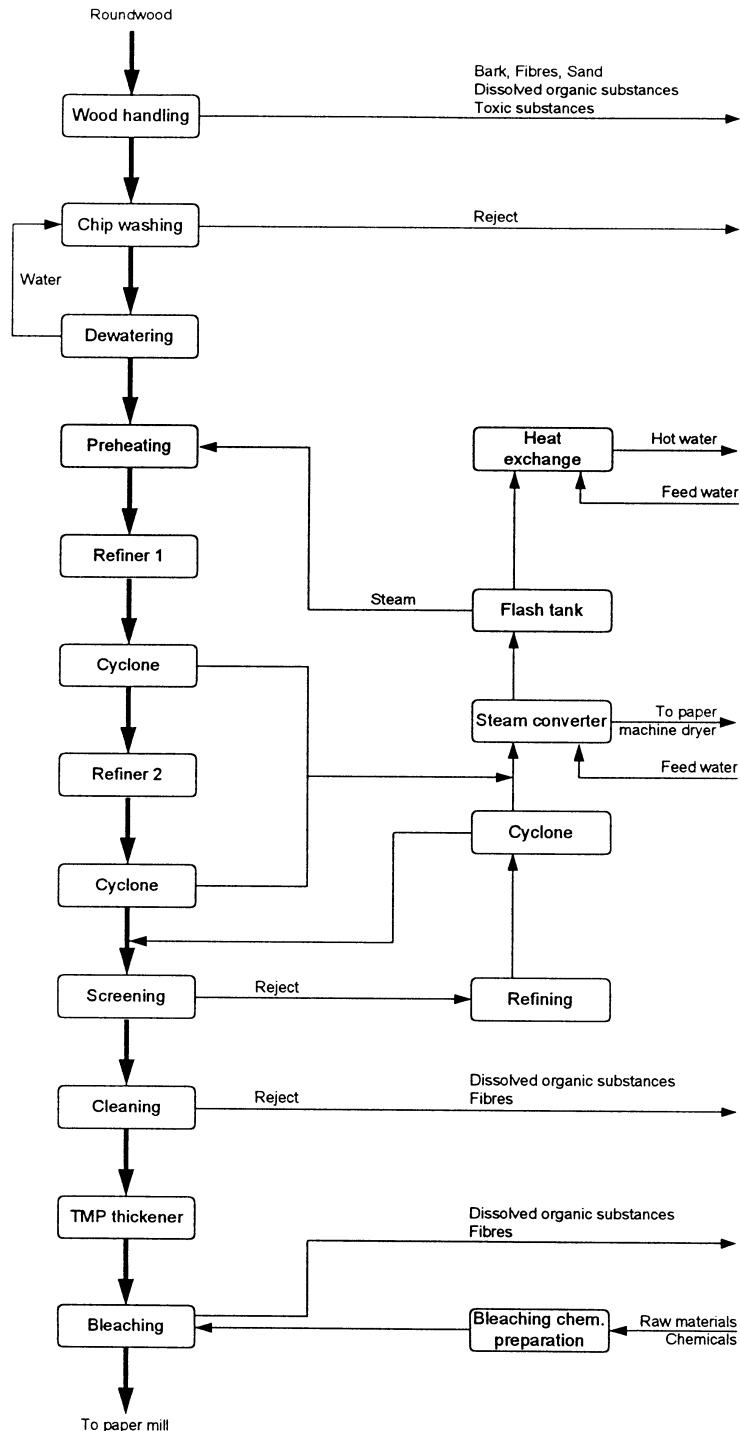 Roundwood
Bark, Fibres, Sand
Dissolved organic substances
Toxic substances
Wood handling
Chip washing
Reject
Water
Dewatering
Preheating
Heat
exchange
Hot water
Feed water
Refiner 1
Steam
Flash tank
Cyclone
Steam converter
To paper
machine dryer
Refiner 2
Feed water
Cyclone
Cyclone
Screening
Reject
Refining
Cleaning
Reject
Dissolved organic substances
Fibres
TMP thickener
Dissolved organic substances
Fibres
Bleaching
Bleaching chem.
preparation
Raw materials
Chemicals
To paper mill